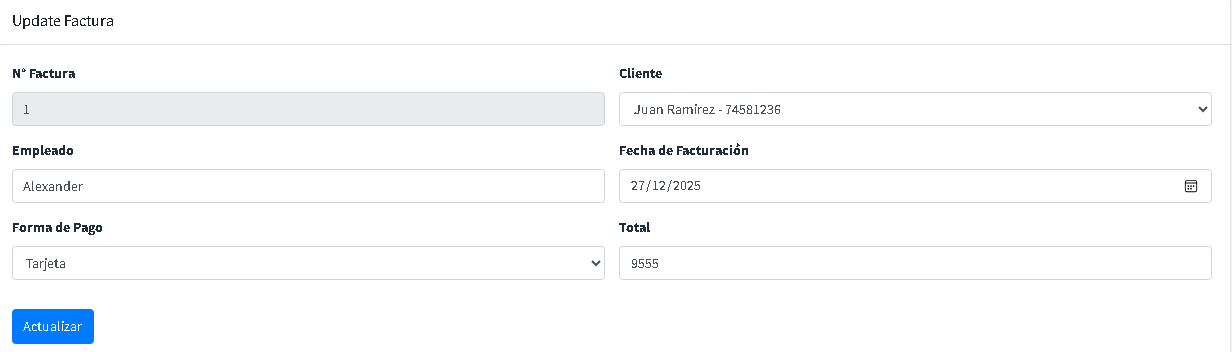 Update Factura
N° Factura
Cliente
1
Juan Ramirez - 74581236
Empleado
Fecha de Facturación
Alexander
27/12/2025
Forma de Pago
Total
Tarjeta
9555
Actualizar